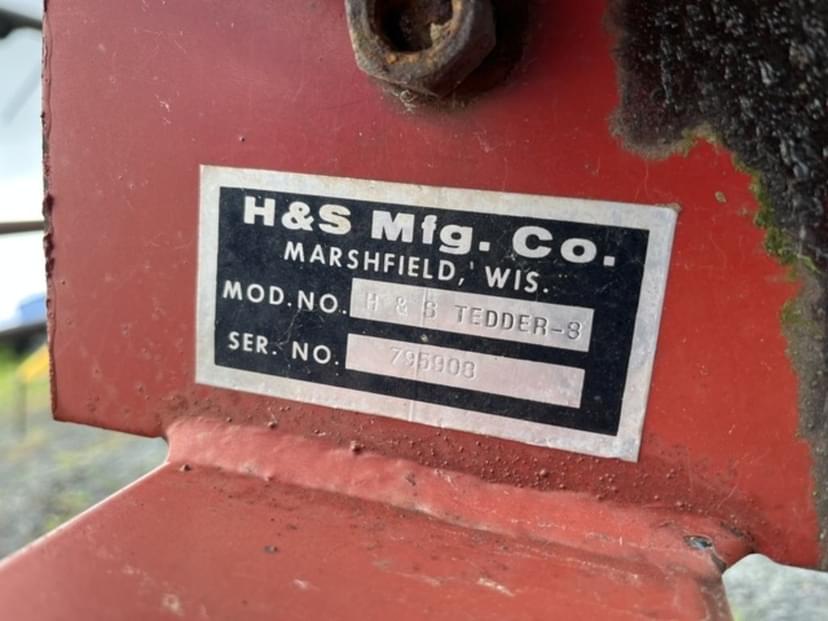 H&S Mfg. Co.
MARSHFIELD, WIS.
MOD. NO. H & S TEDDER-8
SER. NO. 795908